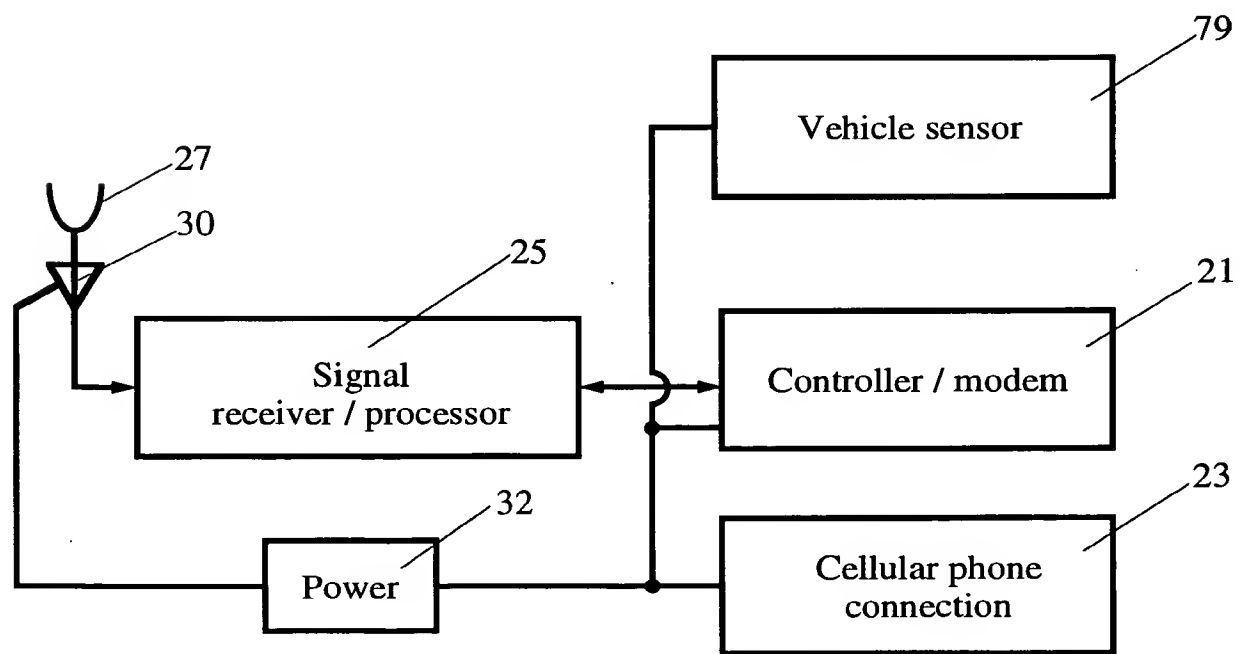 79
Vehicle sensor
27
30
25
Signal
receiver / processor
21
Controller / modem
32
Power
23
Cellular phone
connection